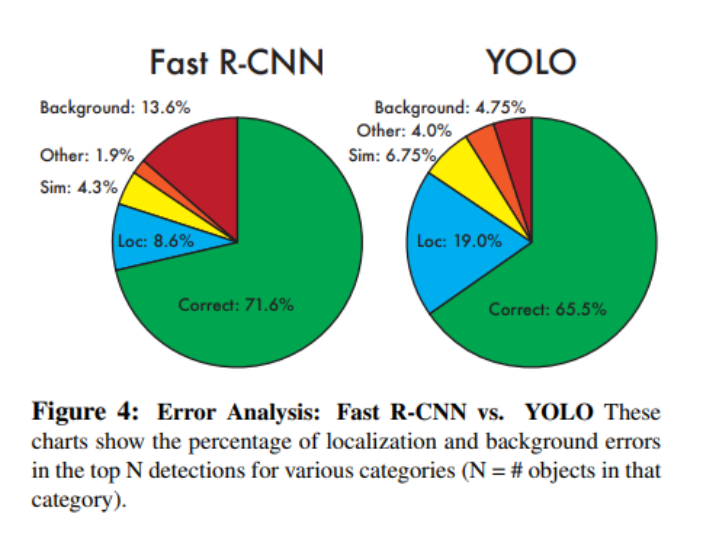 Fast R-CNN
Background: 13.6%
Other: 1.9%
Sim: 4.3%
Loc: 8.6%
Correct: 71.6%
YOLO
Background: 4.75%
Other: 4.0%
Sim: 6.75%
Loc: 19.0%
Correct: 65.5%
Figure 4: Error Analysis: Fast R-CNN vs. YOLO These
charts show the percentage of localization and background errors
in the top N detections for various categories (N = # objects in that
category).